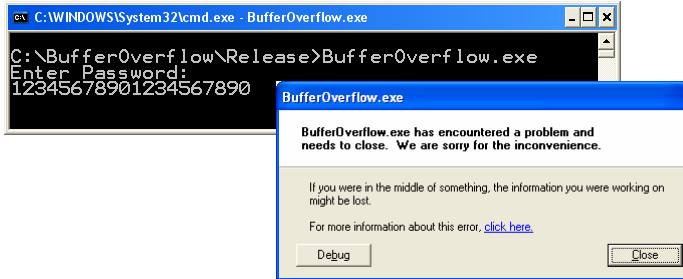 C:\WINDOWS\System32\cmd.exe - BufferOverflow.exe
C:\BufferOverflow\Release>BufferOverflow.exe
Enter Password:
12345678901234567890
BufferOverflow.exe
BufferOverflow.exe has encountered a problem and
needs to close. We are sorry for the inconvenience.
If you were in the middle of something, the information you were working on
might be lost.
For more information about this error, click here.
Debug
Close